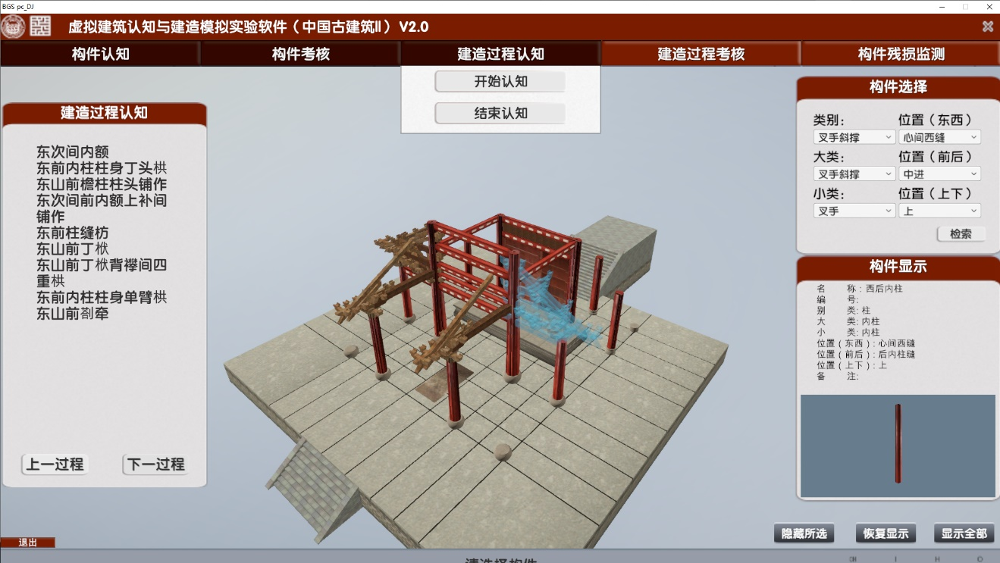 BGS pc_DJ
虚拟建筑认知与建造模拟实验软件（中国古建筑Ⅱ）V2.0
构件认知
构件考核
建造过程认知
建造过程考核
构件残损监测
开始认知
结束认知
建造过程认知
东次间内额
东前内柱柱身丁头栱
东山前檐柱柱头铺作
东次间前内额上补间
铺作
东前柱缝枋
东山前丁栿
东山前丁栿背襻间四
重栱
东前内柱柱身单臂栱
东山前剳牵
上一过程
下一过程
构件选择
类别：
位置（东西）
叉手斜撑
心间西缝
大类：
位置（前后）
叉手斜撑
中进
小类：
位置（上下）
叉手
上
检索
构件显示
名 称：西后内柱
编 号:
别 类: 柱
大 类: 内柱
小 类: 内柱
位置（东西）: 心间西缝
位置（前后）: 后内柱缝
位置（上下）: 上
备 注:
隐藏所选
恢复显示
显示全部
退出
请选择构件